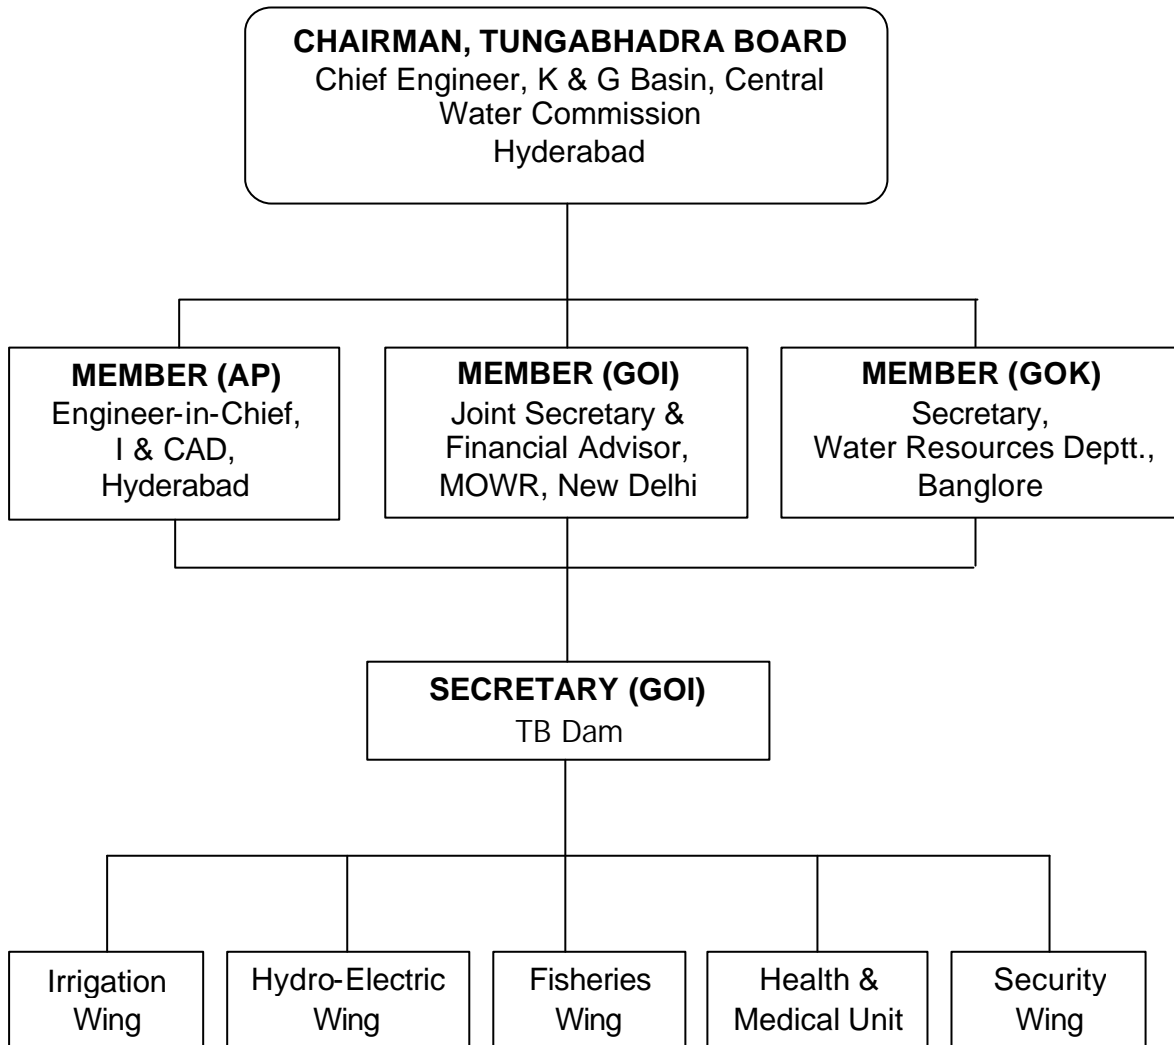 CHAIRMAN, TUNGABHADRA BOARD
Chief Engineer, K & G Basin, Central
Water Commission
Hyderabad
MEMBER (AP)
Engineer-in-Chief,
I & CAD,
Hyderabad
MEMBER (GOI)
Joint Secretary &
Financial Advisor,
MOWR, New Delhi
MEMBER (GOK)
Secretary,
Water Resources Deptt.,
Banglore
SECRETARY (GOI)
TB Dam
Irrigation
Wing
Hydro-Electric
Wing
Fisheries
Wing
Health &
Medical Unit
Security
Wing